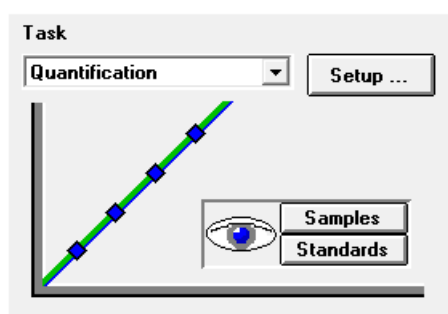 Task
Quantification
Setup ...
Samples
Standards